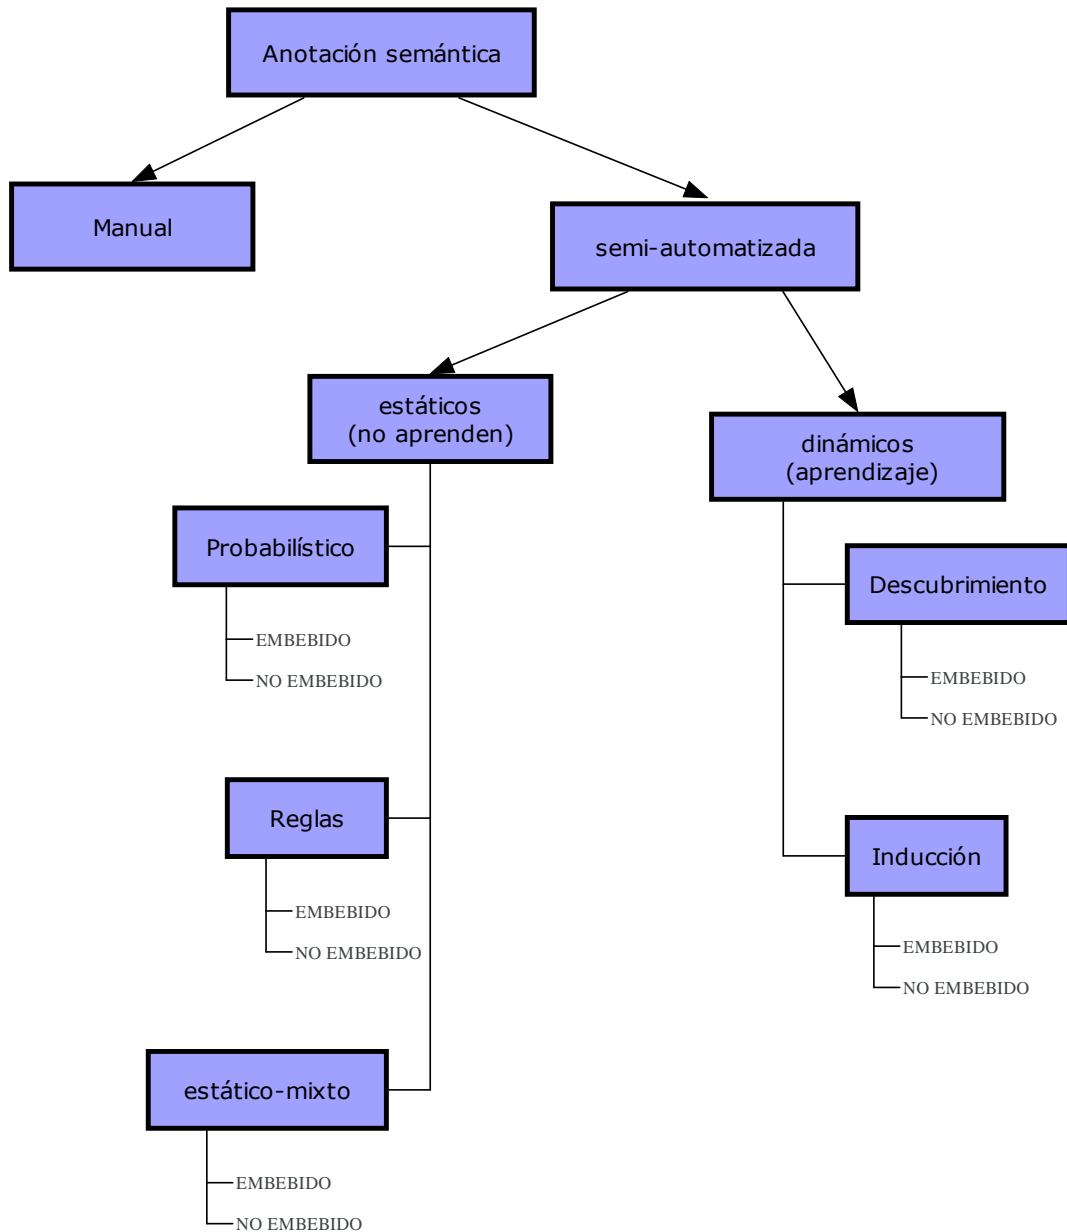 Anotación semántica
Manual
semi-automatizada
estáticos
(no aprenden)
dinámicos
(aprendizaje)
Probabilístico
EMBEBIDO
NO EMBEBIDO
Descubrimiento
EMBEBIDO
NO EMBEBIDO
Reglas
EMBEBIDO
NO EMBEBIDO
Inducción
EMBEBIDO
NO EMBEBIDO
estático-mixto
EMBEBIDO
NO EMBEBIDO